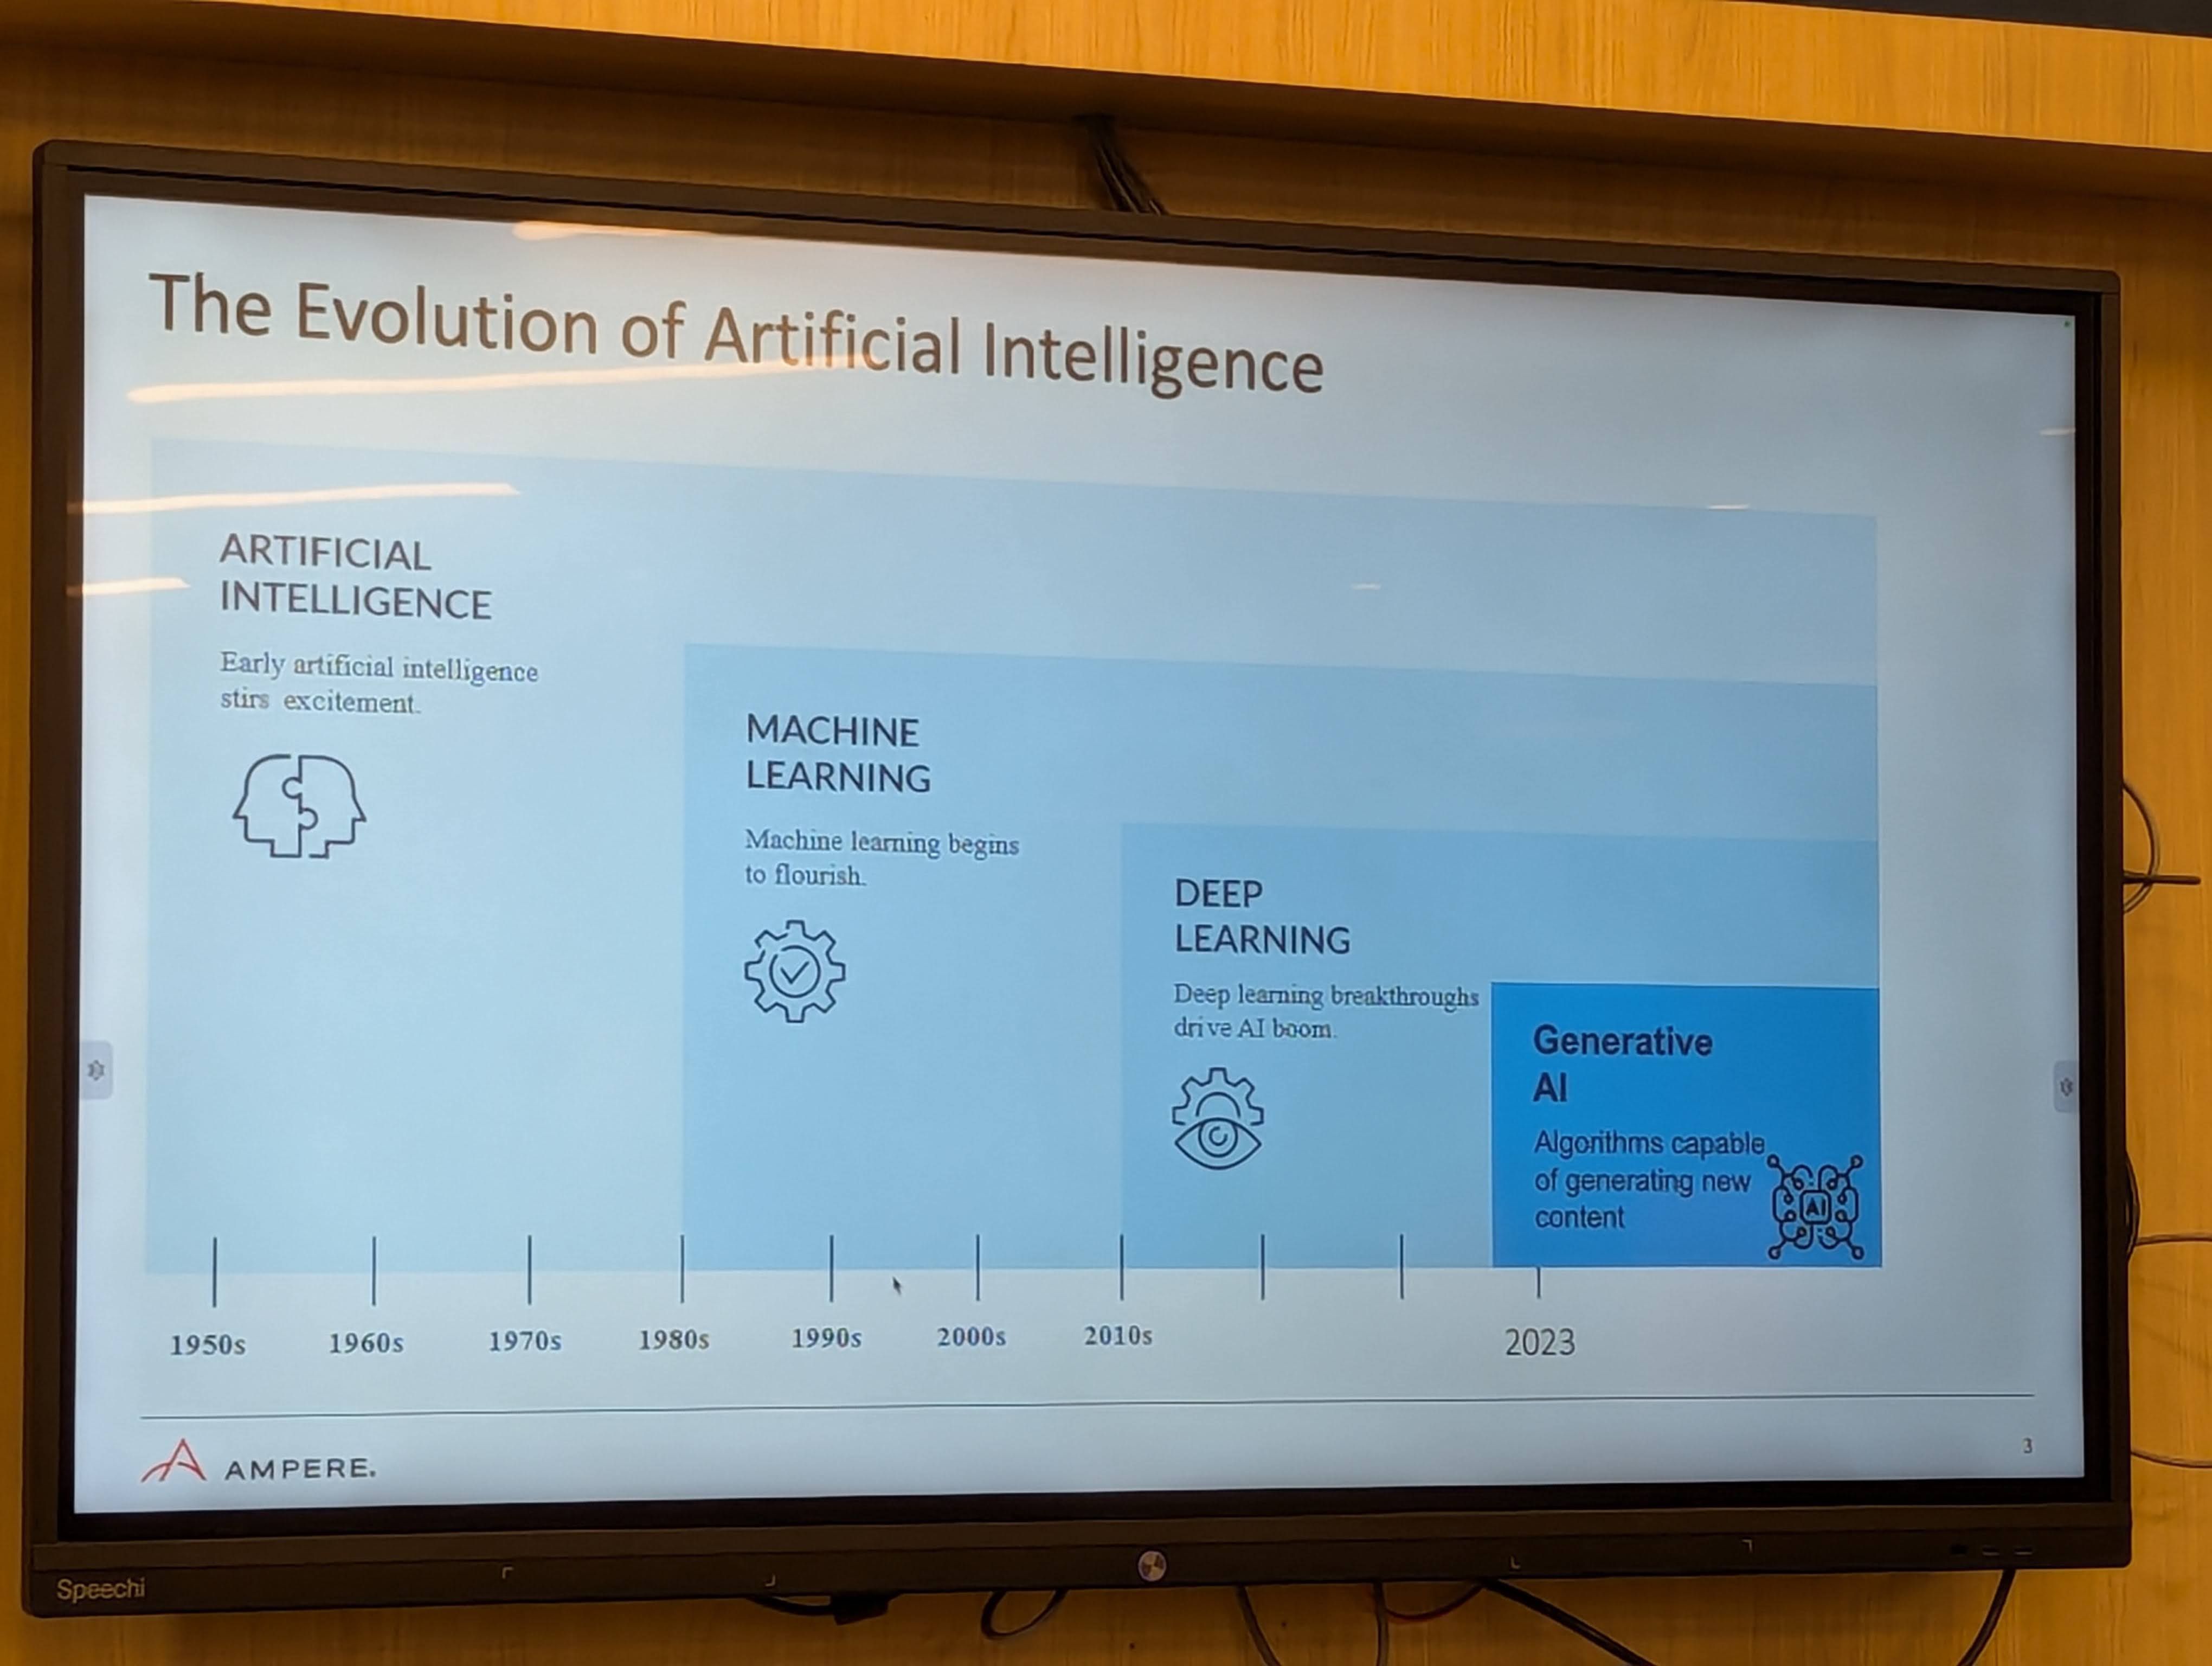 The Evolution of Artificial Intelligence
ARTIFICIAL
INTELLIGENCE
Early artificial intelligence
stirs excitement.
MACHINE
LEARNING
Machine learning begins
to flourish.
DEEP
LEARNING
Deep learning breakthroughs
drive AI boom.
Generative
AI
Algorithms capable
of generating new
content
AI
1950s 1960s 1970s 1980s 1990s 2000s 2010s 2023
AMPERE.
3
Speechi